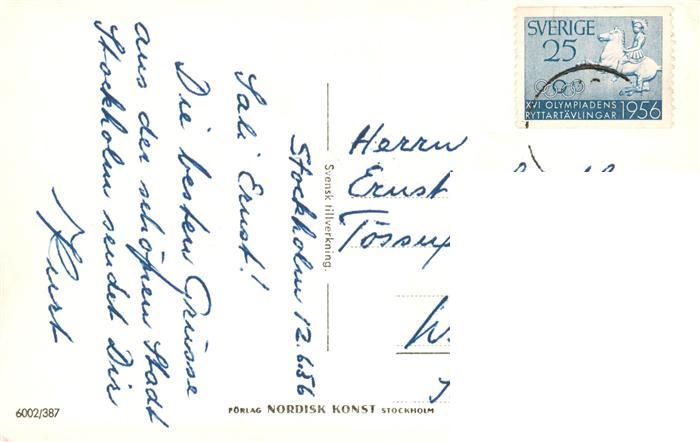 Stockholm 12.6.56
Sali Ernst!
Die besten Grüsse
aus der schönen Stadt
Stockholm sendet Dir
Kurt
Svensk tillverkning.
SVERIGE
25
XVI OLYMPIADENS
RYTTARTÄVLINGAR 1956
Herrn
Ernst
6002/387
FÖRLAG NORDISK KONST STOCKHOLM